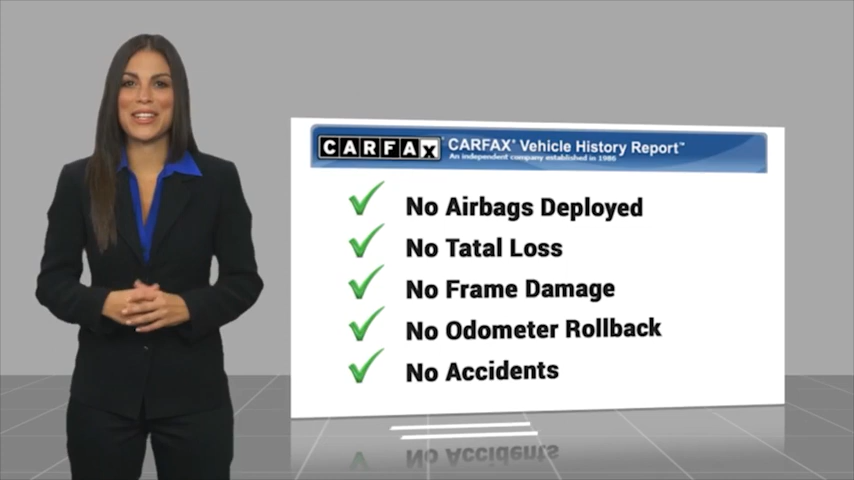 CARFAX CARFAX® Vehicle History Report™
An independent company established in 1986
No Airbags Deployed
No Tatal Loss
No Frame Damage
No Odometer Rollback
No Accidents
No Accidents